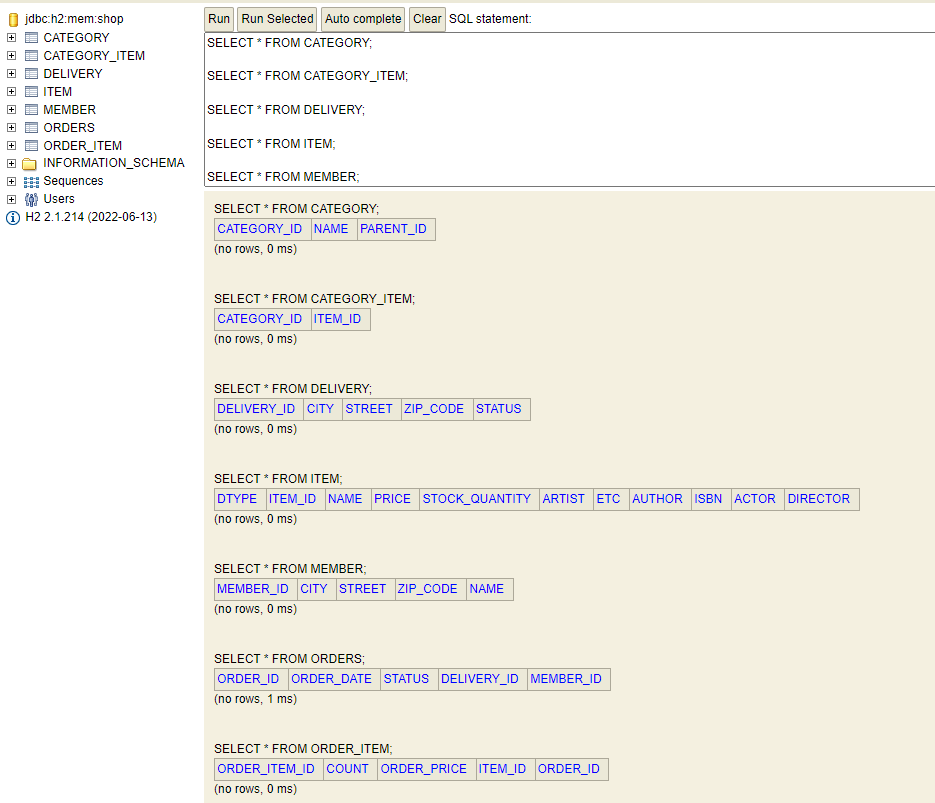 jdbc:h2:mem:shop
CATEGORY
CATEGORY_ITEM
DELIVERY
ITEM
MEMBER
ORDERS
ORDER_ITEM
INFORMATION_SCHEMA
Sequences
Users
H2 2.1.214 (2022-06-13)
Run Run Selected Auto complete Clear SQL statement:
SELECT * FROM CATEGORY;
SELECT * FROM CATEGORY_ITEM;
SELECT * FROM DELIVERY;
SELECT * FROM ITEM;
SELECT * FROM MEMBER;
SELECT * FROM CATEGORY;
CATEGORY_ID NAME PARENT_ID
(no rows, 0 ms)
SELECT * FROM CATEGORY_ITEM;
CATEGORY_ID ITEM_ID
(no rows, 0 ms)
SELECT * FROM DELIVERY;
DELIVERY_ID CITY STREET ZIP_CODE STATUS
(no rows, 0 ms)
SELECT * FROM ITEM;
DTYPE ITEM_ID NAME PRICE STOCK_QUANTITY ARTIST ETC AUTHOR ISBN ACTOR DIRECTOR
(no rows, 0 ms)
SELECT * FROM MEMBER;
MEMBER_ID CITY STREET ZIP_CODE NAME
(no rows, 0 ms)
SELECT * FROM ORDERS;
ORDER_ID ORDER_DATE STATUS DELIVERY_ID MEMBER_ID
(no rows, 1 ms)
SELECT * FROM ORDER_ITEM;
ORDER_ITEM_ID COUNT ORDER_PRICE ITEM_ID ORDER_ID
(no rows, 0 ms)